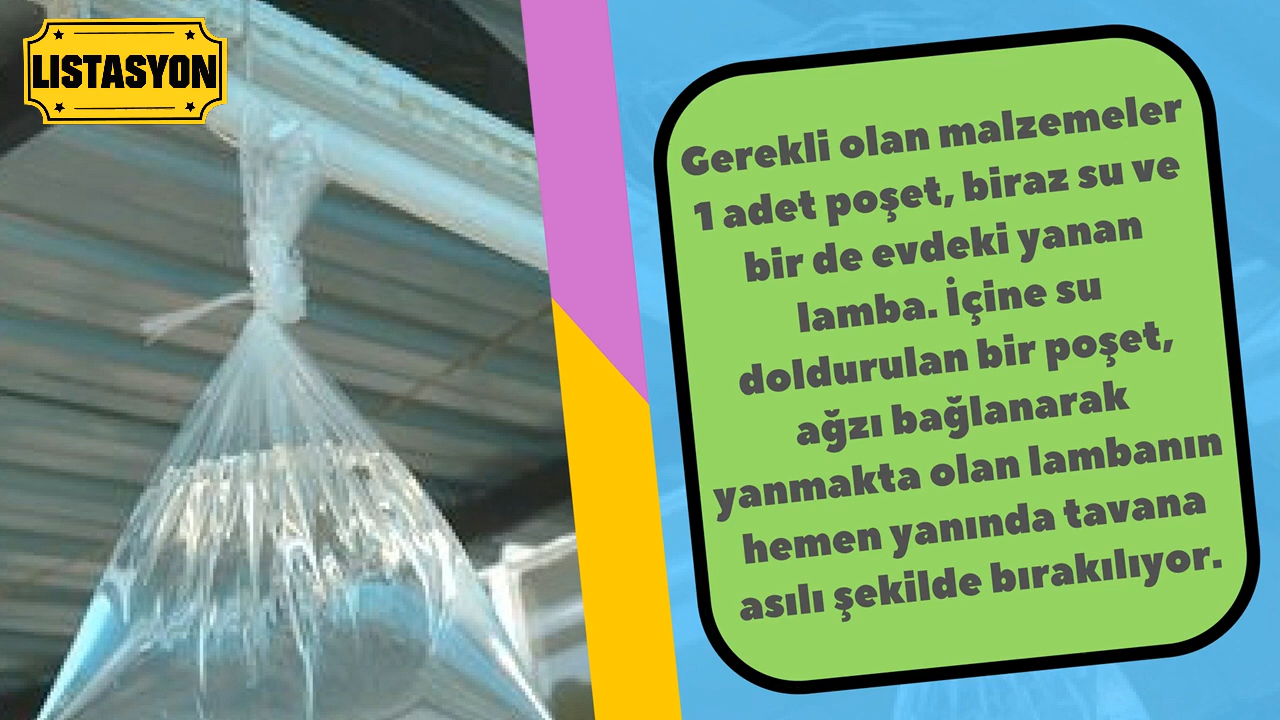 LISTASYON
Gerekli olan malzemeler
1 adet poşet, biraz su ve
bir de evdeki yanan
lamba. İçine su
doldurulan bir poşet,
ağzı bağlanarak
yanmakta olan lambanın
hemen yanında tavana
asılı şekilde bırakılıyor.